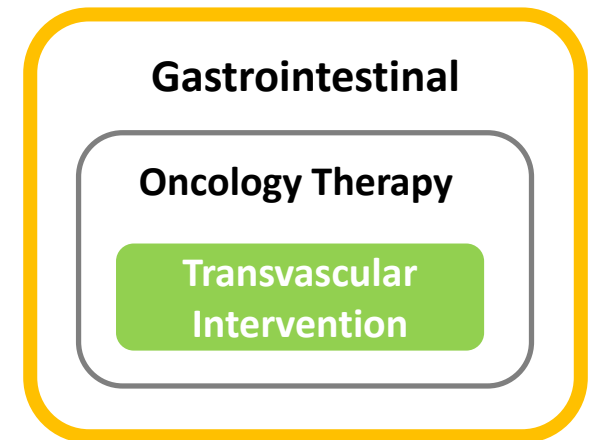 Gastrointestinal
Oncology Therapy
Transvascular
Intervention